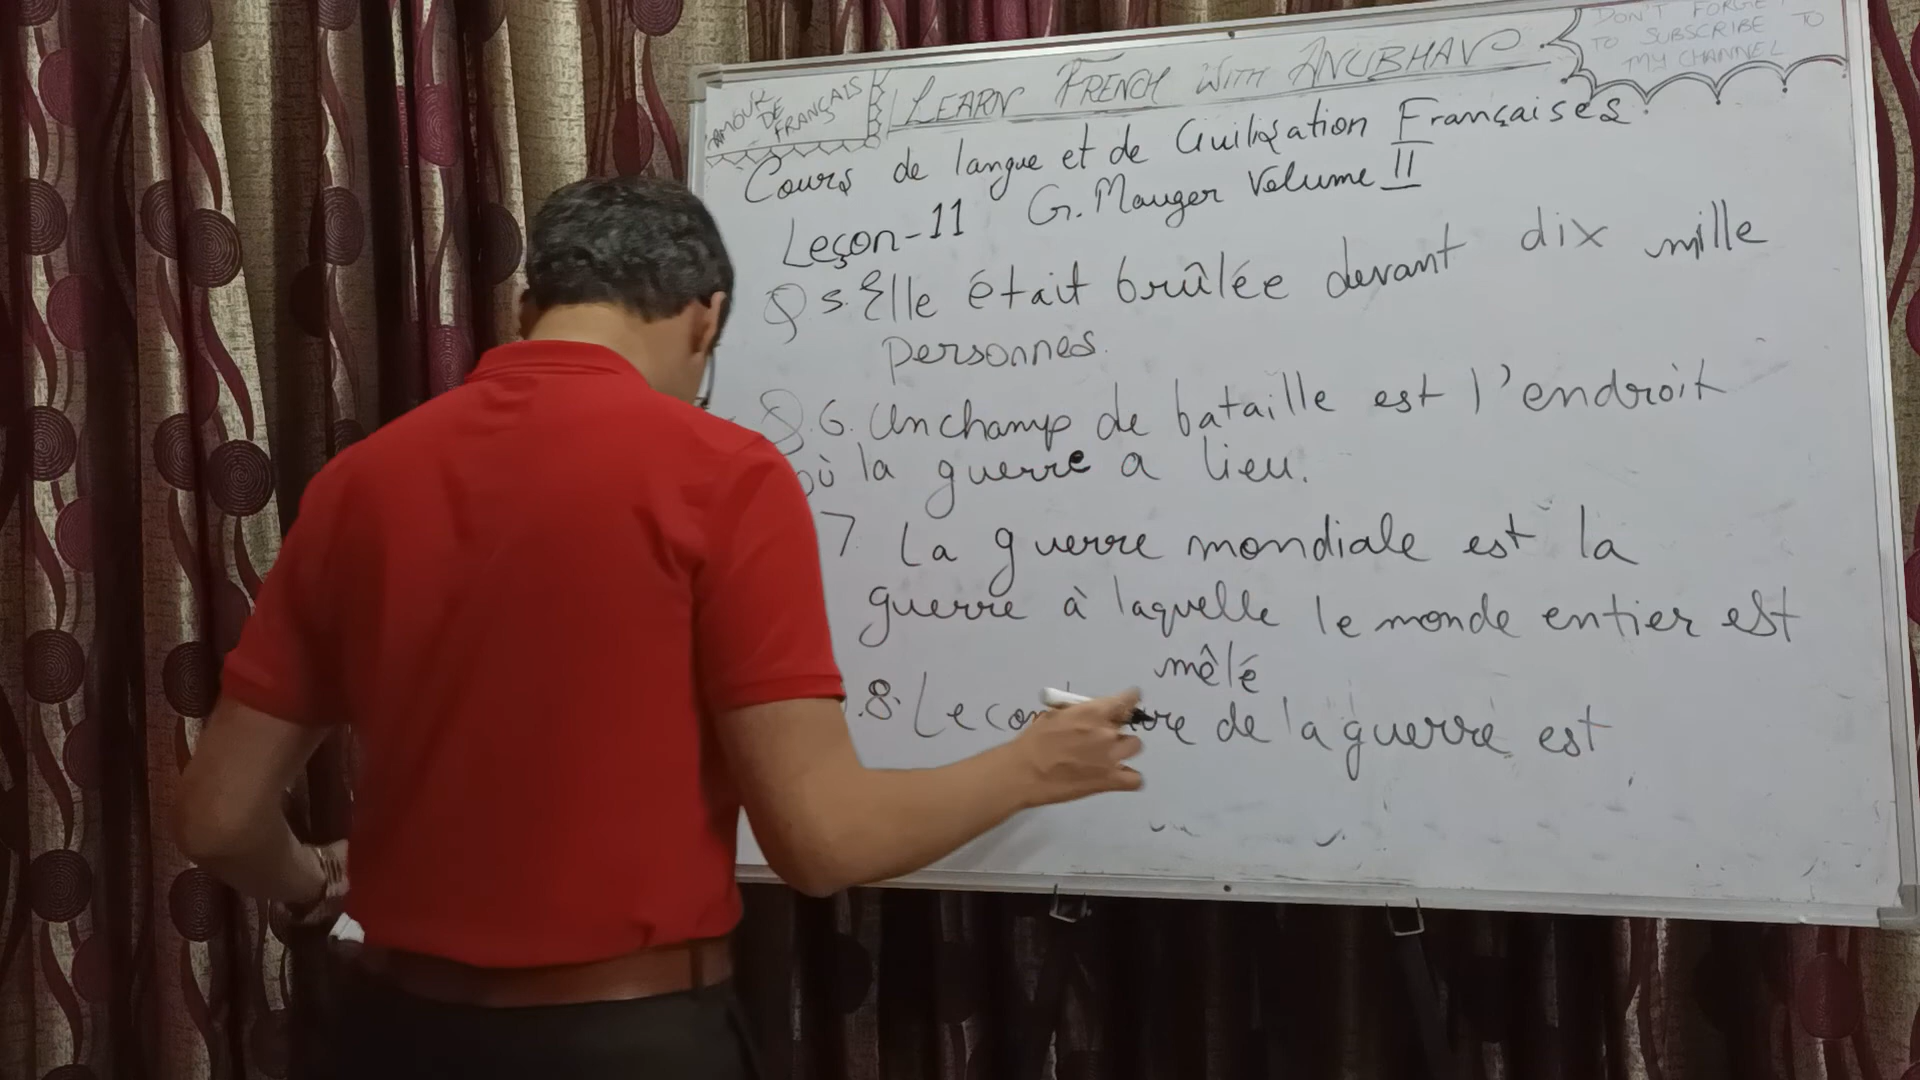 AMOUR
DE
FRANÇAIS
LEARN FRENCH WITH ANUBHAV
DON'T FORGET
TO SUBSCRIBE TO
MY CHANNEL
Cours de langue et de Civilisation Françaises.
Leçon-11 G. Mauger Volume II
Q 5. Elle était brûlée devant dix mille
personnes.
Q.6. Un champ de bataille est l'endroit
où la guerre a lieu.
7. La guerre mondiale est la
guerre à laquelle le monde entier est
mêlé
.8. Le de la guerre est